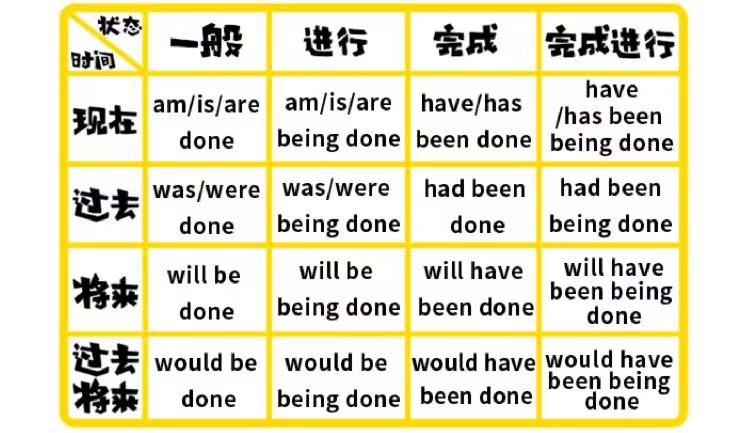 状态
时间
一般
进行
完成
完成进行
现在
am/is/are
done
am/is/are
being done
have/has
been done
have
/has been
being done
过去
was/were
done
was/were
being done
had been
done
had been
being done
将来
will be
done
will be
being done
will have
been done
will have
been being
done
过去
将来
would be
done
would be
being done
would have
been done
would have
been being
done